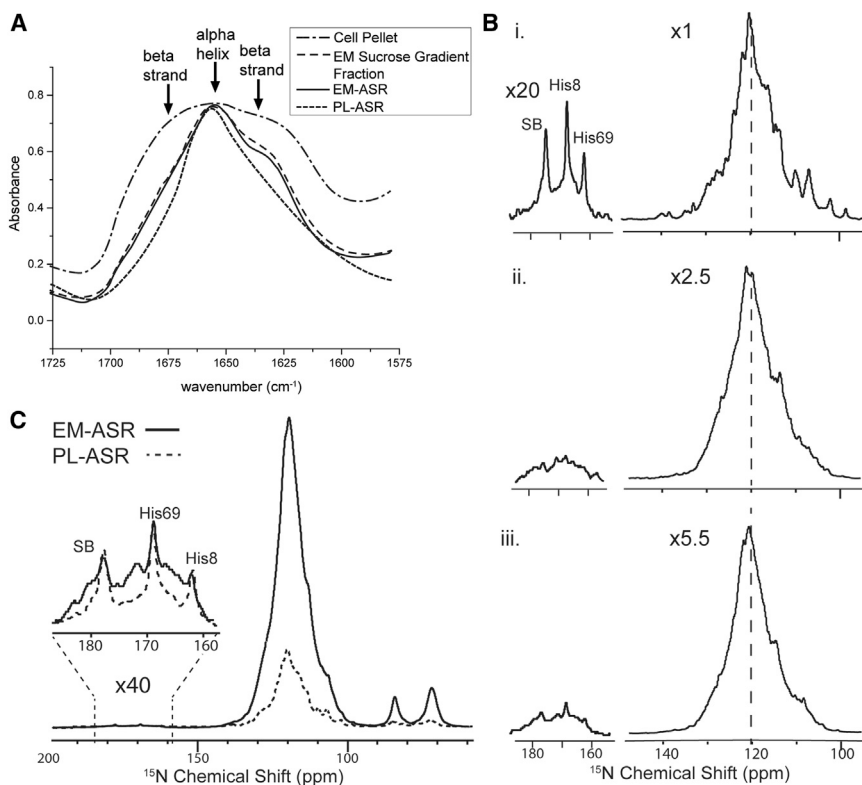 A
beta
strand
alpha
helix
beta
strand
Cell Pellet
EM Sucrose Gradient
Fraction
EM-ASR
PL-ASR
Absorbance
0.8
0.6
0.4
0.2
0.0
1725 1700 1675 1650 1625 1600 1575
wavenumber (cm⁻¹)
B
i.
x1
x20
SB
His8
His69
ii.
x2.5
iii.
x5.5
180 160
140 120 100
¹⁵N Chemical Shift (ppm)
C
EM-ASR
PL-ASR
SB
His69
His8
180 170 160
x40
200 150 100
¹⁵N Chemical Shift (ppm)